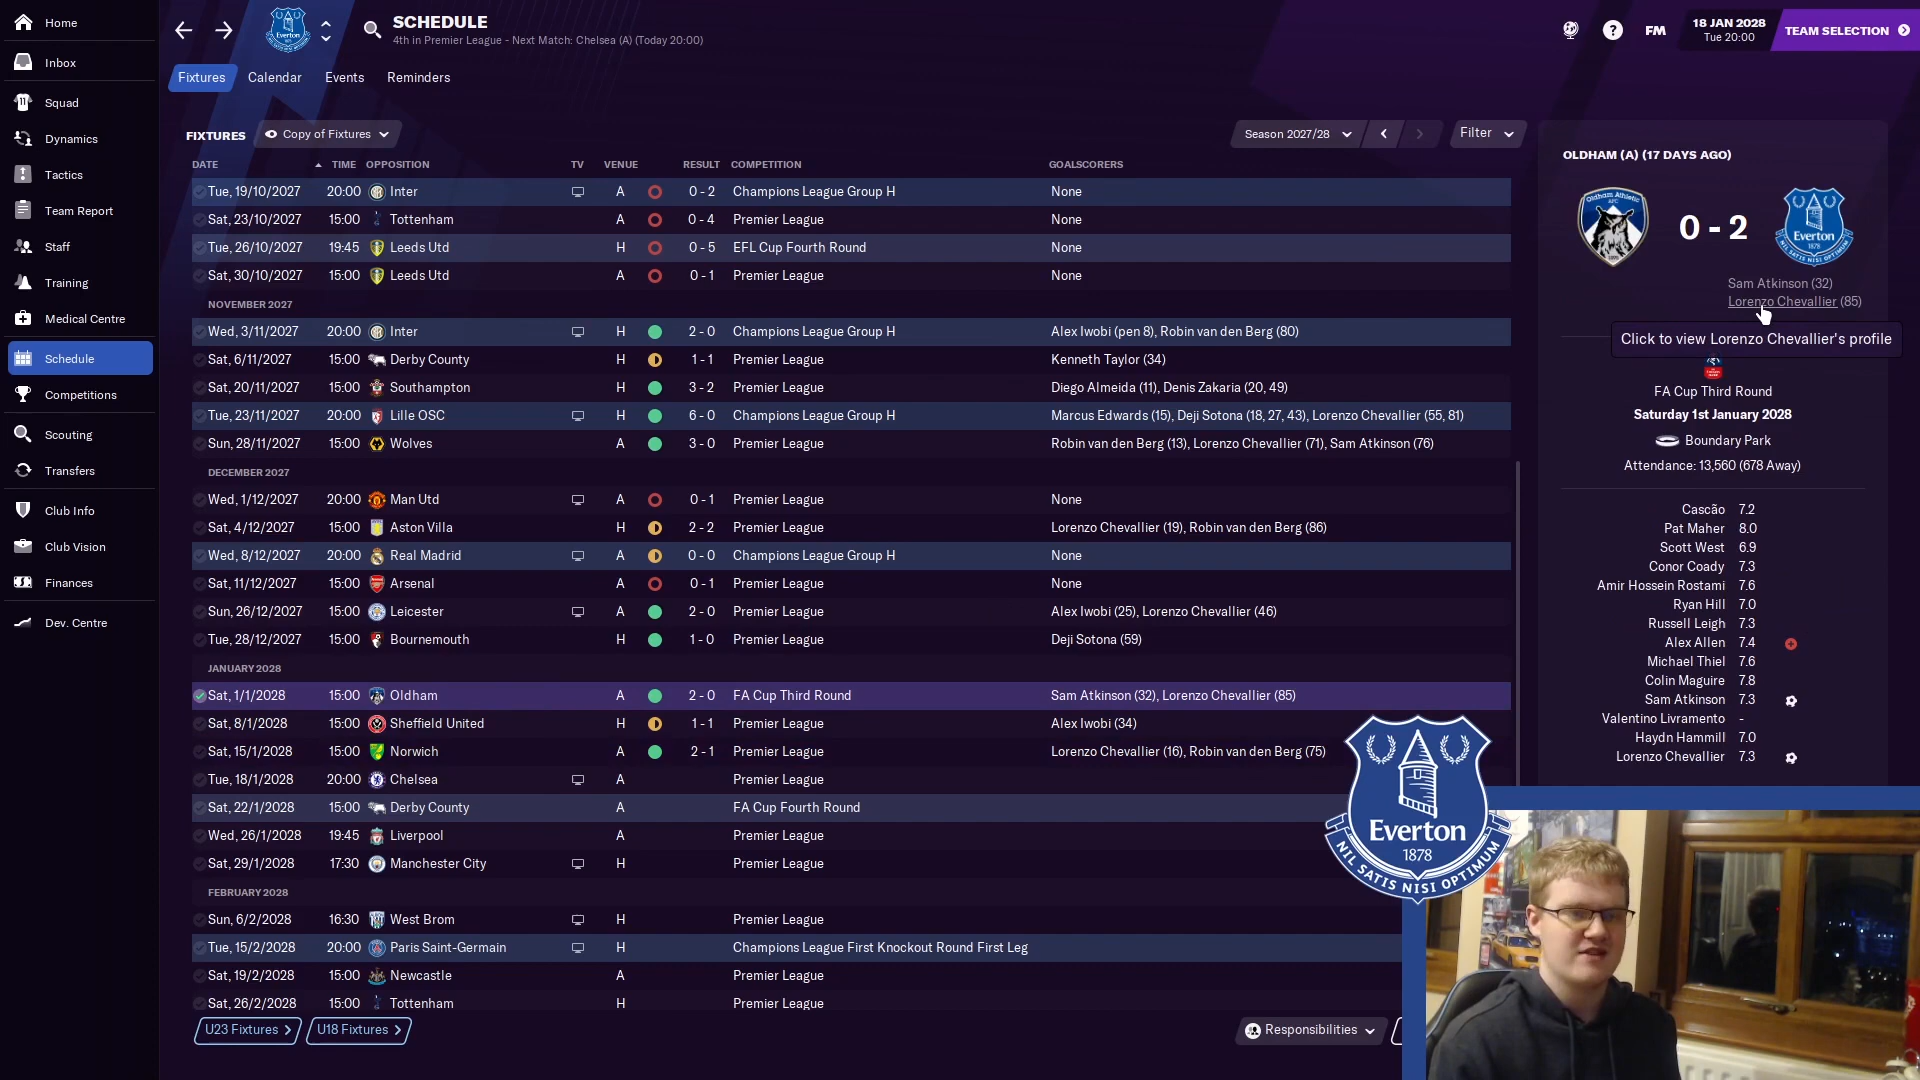 Home
Inbox
Squad
Dynamics
Tactics
Team Report
Staff
Training
Medical Centre
Schedule
Competitions
Scouting
Transfers
Club Info
Club Vision
Finances
Dev. Centre
SCHEDULE
4th in Premier League - Next Match: Chelsea (A) (Today 20:00)
FM
18 JAN 2028
Tue 20:00
TEAM SELECTION
Fixtures Calendar Events Reminders
FIXTURES Copy of Fixtures Season 2027/28 Filter
DATE TIME OPPOSITION TV VENUE RESULT COMPETITION GOALSCORERS
Tue, 19/10/2027 20:00 Inter A 0 - 2 Champions League Group H None
Sat, 23/10/2027 15:00 Tottenham A 0 - 4 Premier League None
Tue, 26/10/2027 19:45 Leeds Utd H 0 - 5 EFL Cup Fourth Round None
Sat, 30/10/2027 15:00 Leeds Utd A 0 - 1 Premier League None
NOVEMBER 2027
Wed, 3/11/2027 20:00 Inter H 2 - 0 Champions League Group H Alex Iwobi (pen 8), Robin van den Berg (80)
Sat, 6/11/2027 15:00 Derby County H 1 - 1 Premier League Kenneth Taylor (34)
Sat, 20/11/2027 15:00 Southampton H 3 - 2 Premier League Diego Almeida (11), Denis Zakaria (20, 49)
Tue, 23/11/2027 20:00 Lille OSC H 6 - 0 Champions League Group H Marcus Edwards (15), Deji Sotona (18, 27, 43), Lorenzo Chevallier (55, 81)
Sun, 28/11/2027 15:00 Wolves A 3 - 0 Premier League Robin van den Berg (13), Lorenzo Chevallier (71), Sam Atkinson (76)
DECEMBER 2027
Wed, 1/12/2027 20:00 Man Utd A 0 - 1 Premier League None
Sat, 4/12/2027 15:00 Aston Villa H 2 - 2 Premier League Lorenzo Chevallier (19), Robin van den Berg (86)
Wed, 8/12/2027 20:00 Real Madrid A 0 - 0 Champions League Group H None
Sat, 11/12/2027 15:00 Arsenal A 0 - 1 Premier League None
Sun, 26/12/2027 15:00 Leicester A 2 - 0 Premier League Alex Iwobi (25), Lorenzo Chevallier (46)
Tue, 28/12/2027 15:00 Bournemouth H 1 - 0 Premier League Deji Sotona (59)
JANUARY 2028
Sat, 1/1/2028 15:00 Oldham A 2 - 0 FA Cup Third Round Sam Atkinson (32), Lorenzo Chevallier (85)
Sat, 8/1/2028 15:00 Sheffield United H 1 - 1 Premier League Alex Iwobi (34)
Sat, 15/1/2028 15:00 Norwich A 2 - 1 Premier League Lorenzo Chevallier (16), Robin van den Berg (75)
Tue, 18/1/2028 20:00 Chelsea A Premier League
Sat, 22/1/2028 15:00 Derby County A FA Cup Fourth Round
Wed, 26/1/2028 19:45 Liverpool A Premier League
Sat, 29/1/2028 17:30 Manchester City H Premier League
FEBRUARY 2028
Sun, 6/2/2028 16:30 West Brom H Premier League
Tue, 15/2/2028 20:00 Paris Saint-Germain H Champions League First Knockout Round First Leg
Sat, 19/2/2028 15:00 Newcastle A Premier League
Sat, 26/2/2028 15:00 Tottenham H Premier League
U23 Fixtures U18 Fixtures Responsibilities
OLDHAM (A) (17 DAYS AGO)
Oldham Athletic
AFC
0 - 2
Everton
1878
NIL SATIS NISI OPTIMUM
Sam Atkinson (32)
Lorenzo Chevallier (85)
Click to view Lorenzo Chevallier's profile
FA Cup Third Round
Saturday 1st January 2028
Boundary Park
Attendance: 13,560 (678 Away)
Cascão 7.2
Pat Maher 8.0
Scott West 6.9
Conor Coady 7.3
Amir Hossein Rostami 7.6
Ryan Hill 7.0
Russell Leigh 7.3
Alex Allen 7.4
Michael Thiel 7.6
Colin Maguire 7.8
Sam Atkinson 7.3
Valentino Livramento -
Haydn Hammill 7.0
Lorenzo Chevallier 7.3
Everton
1878
NIL SATIS NISI OPTIMUM